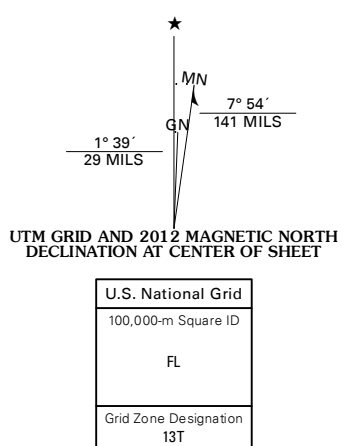 ★
MN
7° 54´
141 MILS
GN
1° 39´
29 MILS
UTM GRID AND 2012 MAGNETIC NORTH
DECLINATION AT CENTER OF SHEET
U.S. National Grid
100,000-m Square ID
FL
Grid Zone Designation
13T